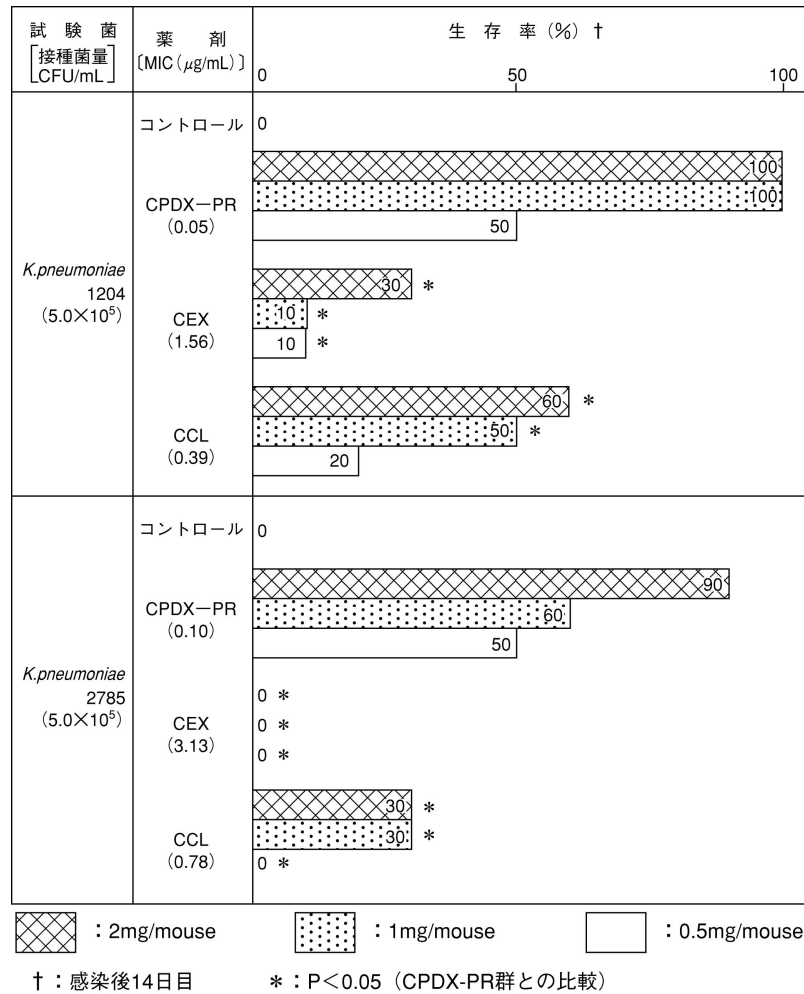 試験菌
[接種菌量
CFU/mL]
薬剤
〔MIC(μg/mL)〕
生存率(%)†
0 50 100
K.pneumoniae
1204
(5.0×10⁵)
コントロール 0
CPDX-PR
(0.05)
100
100
50
CEX
(1.56)
30 *
10 *
10 *
CCL
(0.39)
60 *
50 *
20
K.pneumoniae
2785
(5.0×10⁵)
コントロール 0
CPDX-PR
(0.10)
90
60
50
CEX
(3.13)
0 *
0 *
0 *
CCL
(0.78)
30 *
30 *
0 *
:2mg/mouse :1mg/mouse :0.5mg/mouse
†:感染後14日目 *:P<0.05(CPDX-PR群との比較)